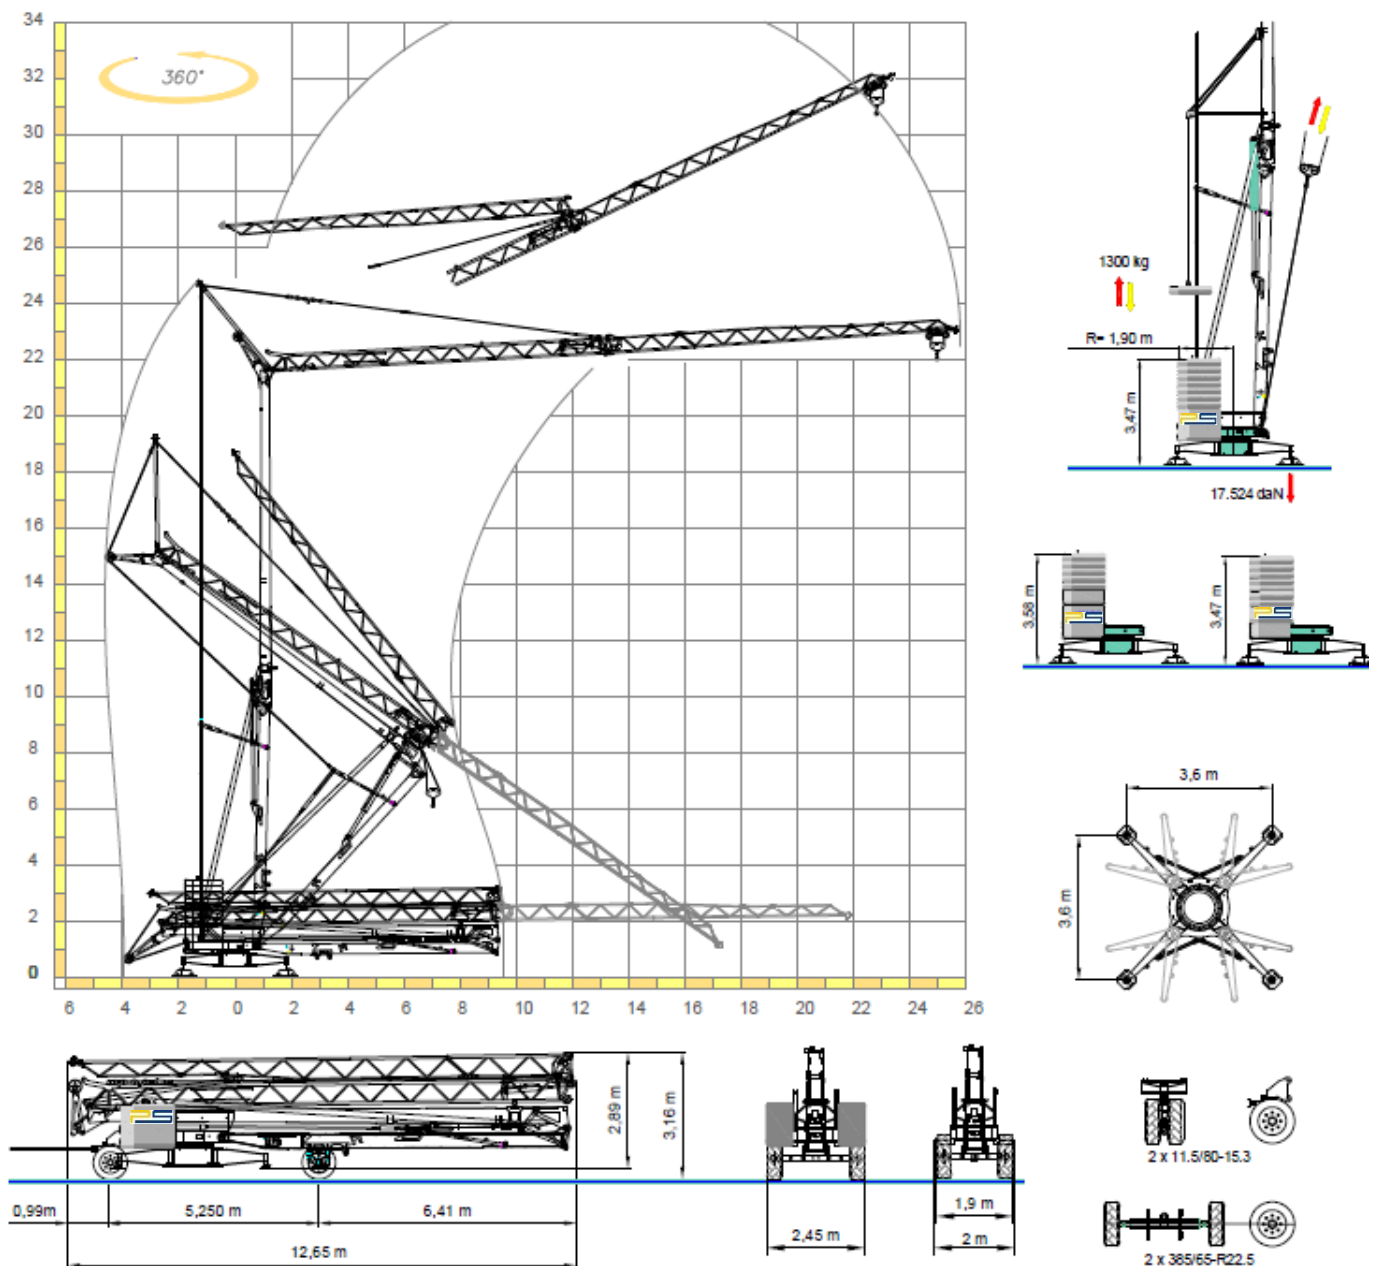 34
32
30
28
26
24
22
20
18
16
14
12
10
8
6
4
2
0
6 4 2 0 2 4 6 8 10 12 14 16 18 20 22 24 26
360°
1300 kg
R= 1,90 m
3,47 m
PS
17.524 daN
3,58 m
PS
3,47 m
PS
3,6 m
3,6 m
PS
2,89 m
3,16 m
0,99m
5,250 m
6,41 m
12,65 m
2,45 m
1,9 m
2 m
2 x 11.5/80-15.3
2 x 385/65-R22.5